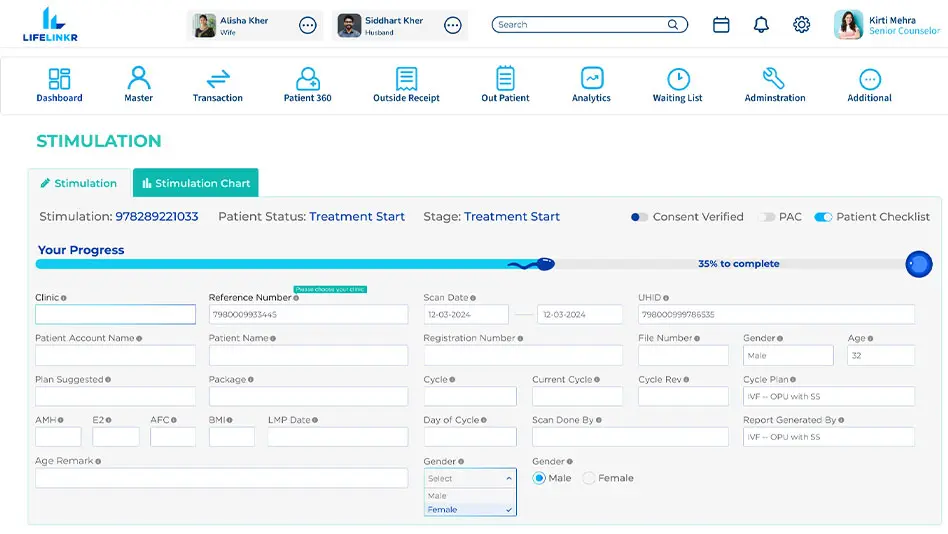 LIFELINKR
Alisha Kher
Wife
Siddhart Kher
Husband
Search
Kirti Mehra
Senior Counselor
Dashboard Master Transaction Patient 360 Outside Receipt Out Patient Analytics Waiting List Adminstration Additional
STIMULATION
Stimulation Stimulation Chart
Stimulation: 978289221033 Patient Status: Treatment Start Stage: Treatment Start Consent Verified PAC Patient Checklist
Your Progress
35% to complete
Please choose your clinic
Clinic Reference Number Scan Date UHID
7980009933445 12-03-2024 12-03-2024 798000999786535
Patient Account Name Patient Name Registration Number File Number Gender Age
Male 32
Plan Suggested Package Cycle Current Cycle Cycle Rev Cycle Plan
IVF -- OPU with SS
AMH E2 AFC BMI LMP Date Day of Cycle Scan Done By Report Generated By
IVF -- OPU with SS
Age Remark Gender Gender
Select Male Female
Male
Female